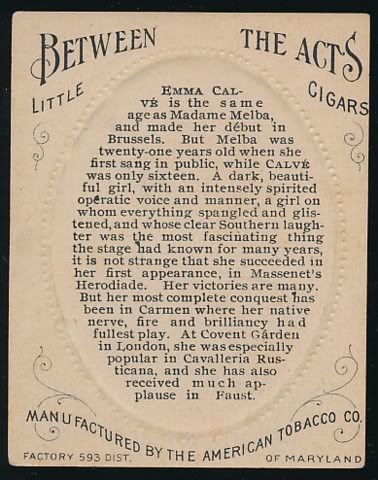 BETWEEN THE ACTS
LITTLE CIGARS
EMMA CAL-
VÉ is the same
age as Madame Melba,
and made her début in
Brussels. But Melba was
twenty-one years old when she
first sang in public, while CALVÉ
was only sixteen. A dark, beauti-
ful girl, with an intensely spirited
operatic voice and manner, a girl on
whom everything spangled and glis-
tened, and whose clear Southern laugh-
ter was the most fascinating thing
the stage had known for many years,
it is not strange that she succeeded in
her first appearance, in Massenet's
Herodiade. Her victories are many.
But her most complete conquest has
been in Carmen where her native
nerve, fire and brilliancy had
fullest play. At Covent Garden
in London, she was especially
popular in Cavalleria Rus-
ticana, and she has also
received much ap-
plause in Faust.
MANUFACTURED BY THE AMERICAN TOBACCO CO.
FACTORY 593 DIST. OF MARYLAND